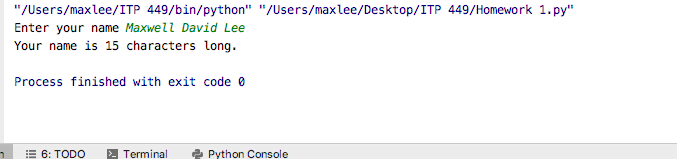 "/Users/maxlee/ITP 449/bin/python" "/Users/maxlee/Desktop/ITP 449/Homework 1.py"
Enter your name Maxwell David Lee
Your name is 15 characters long.
Process finished with exit code 0
6: TODO Terminal Python Console